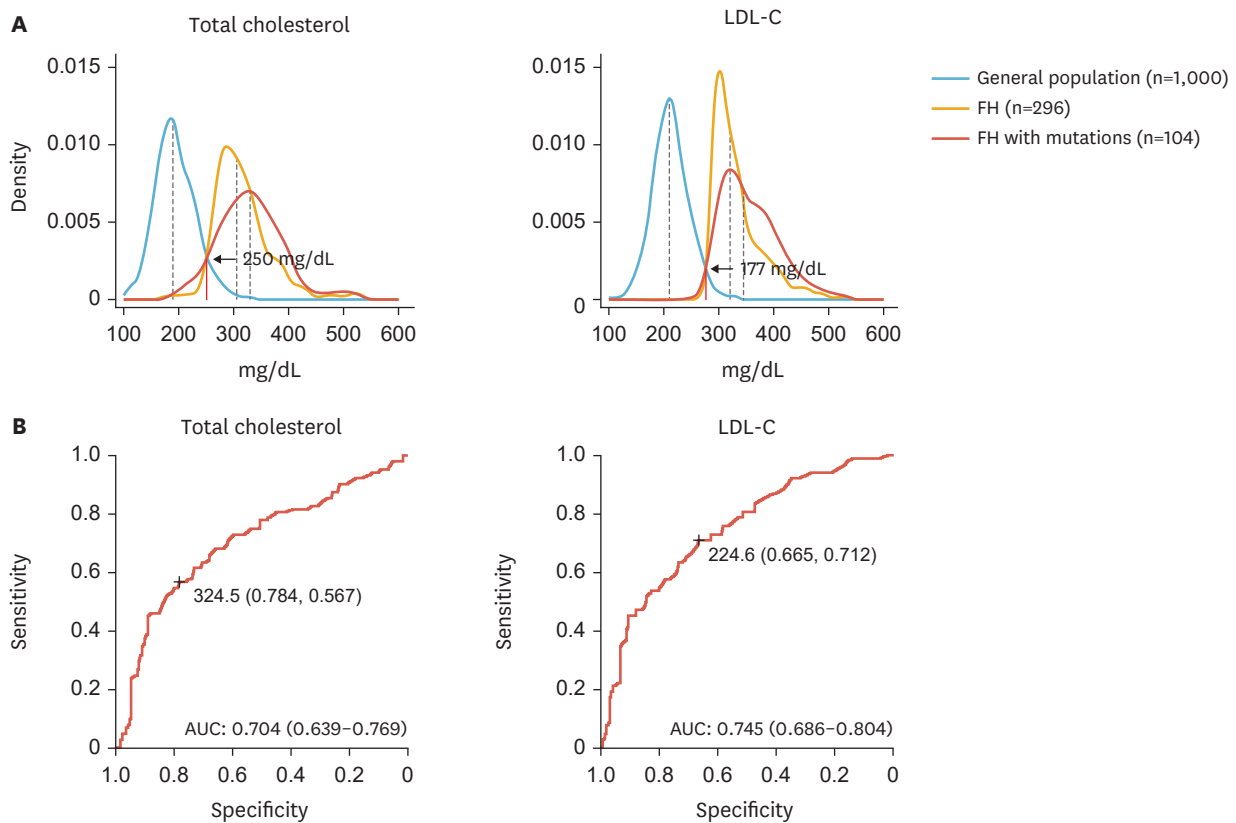 A
Total cholesterol
0.015
0.010
0.005
0
Density
250 mg/dL
100 200 300 400 500 600
mg/dL
LDL-C
0.015
0.010
0.005
0
177 mg/dL
100 200 300 400 500 600
mg/dL
General population (n=1,000)
FH (n=296)
FH with mutations (n=104)
B
Total cholesterol
1.0
0.8
0.6
0.4
0.2
0
Sensitivity
324.5 (0.784, 0.567)
AUC: 0.704 (0.639–0.769)
1.0 0.8 0.6 0.4 0.2 0
Specificity
LDL-C
1.0
0.8
0.6
0.4
0.2
0
Sensitivity
224.6 (0.665, 0.712)
AUC: 0.745 (0.686–0.804)
1.0 0.8 0.6 0.4 0.2 0
Specificity